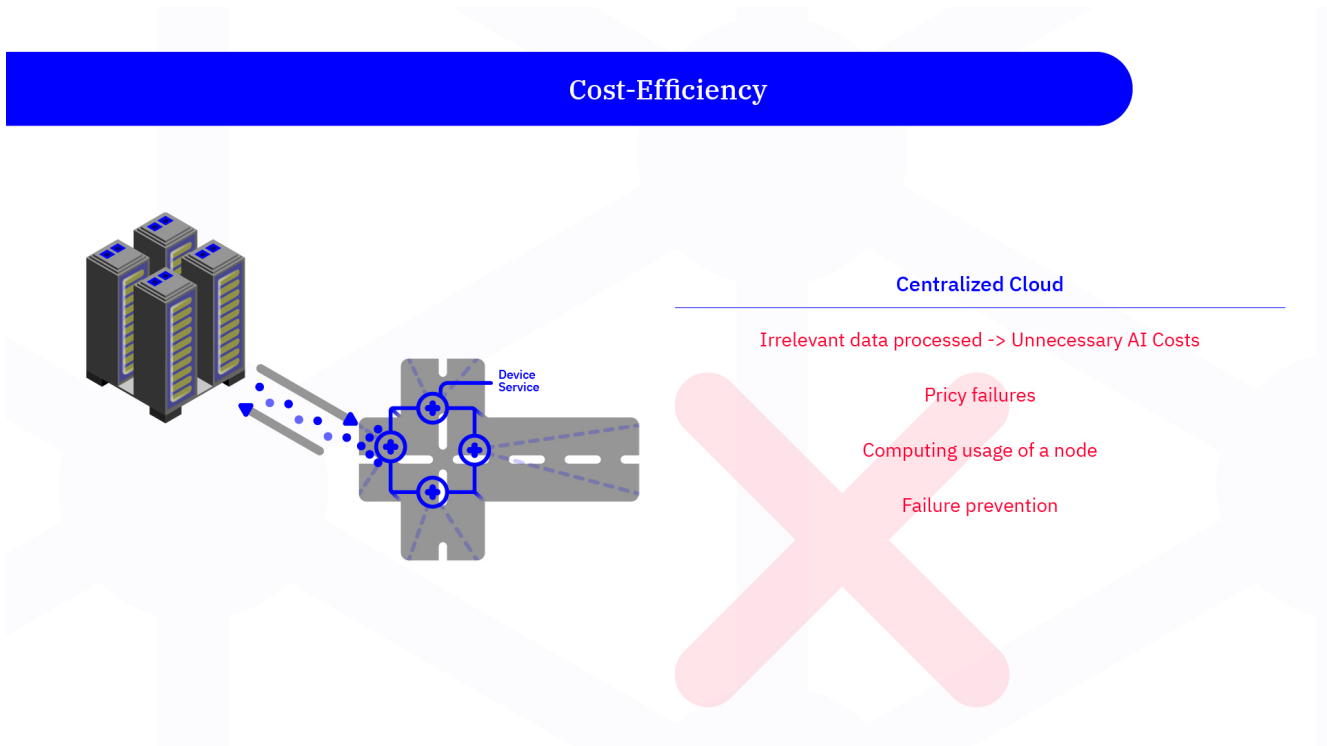 Cost-Efficiency
Device
Service
Centralized Cloud
Irrelevant data processed -> Unnecessary AI Costs
Pricy failures
Computing usage of a node
Failure prevention